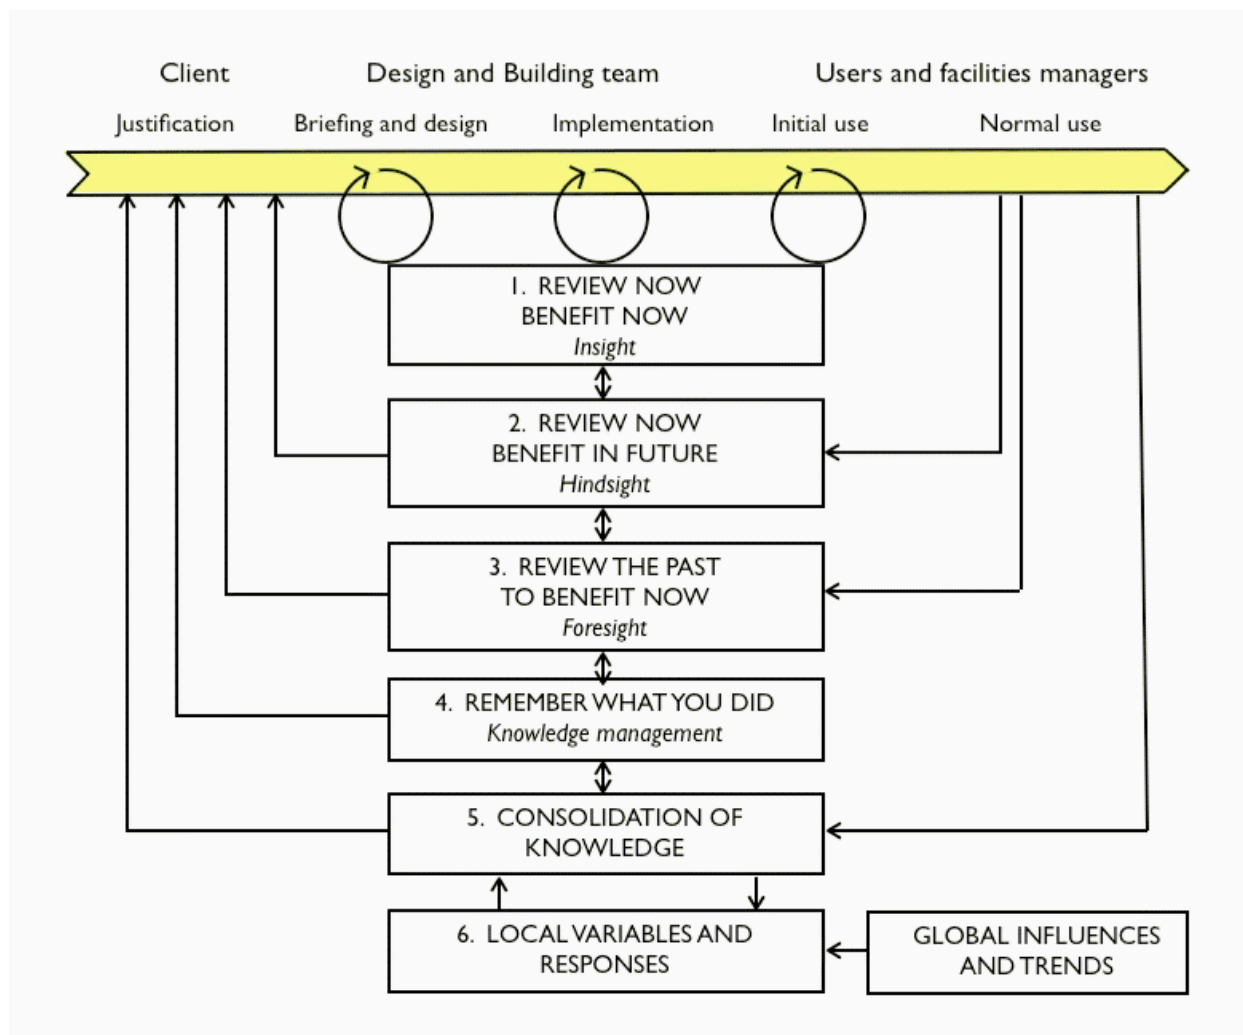 Client
Design and Building team
Users and facilities managers
Justification
Briefing and design
Implementation
Initial use
Normal use
1. REVIEW NOW
BENEFIT NOW
Insight
2. REVIEW NOW
BENEFIT IN FUTURE
Hindsight
3. REVIEW THE PAST
TO BENEFIT NOW
Foresight
4. REMEMBER WHAT YOU DID
Knowledge management
5. CONSOLIDATION OF
KNOWLEDGE
6. LOCAL VARIABLES AND
RESPONSES
GLOBAL INFLUENCES
AND TRENDS